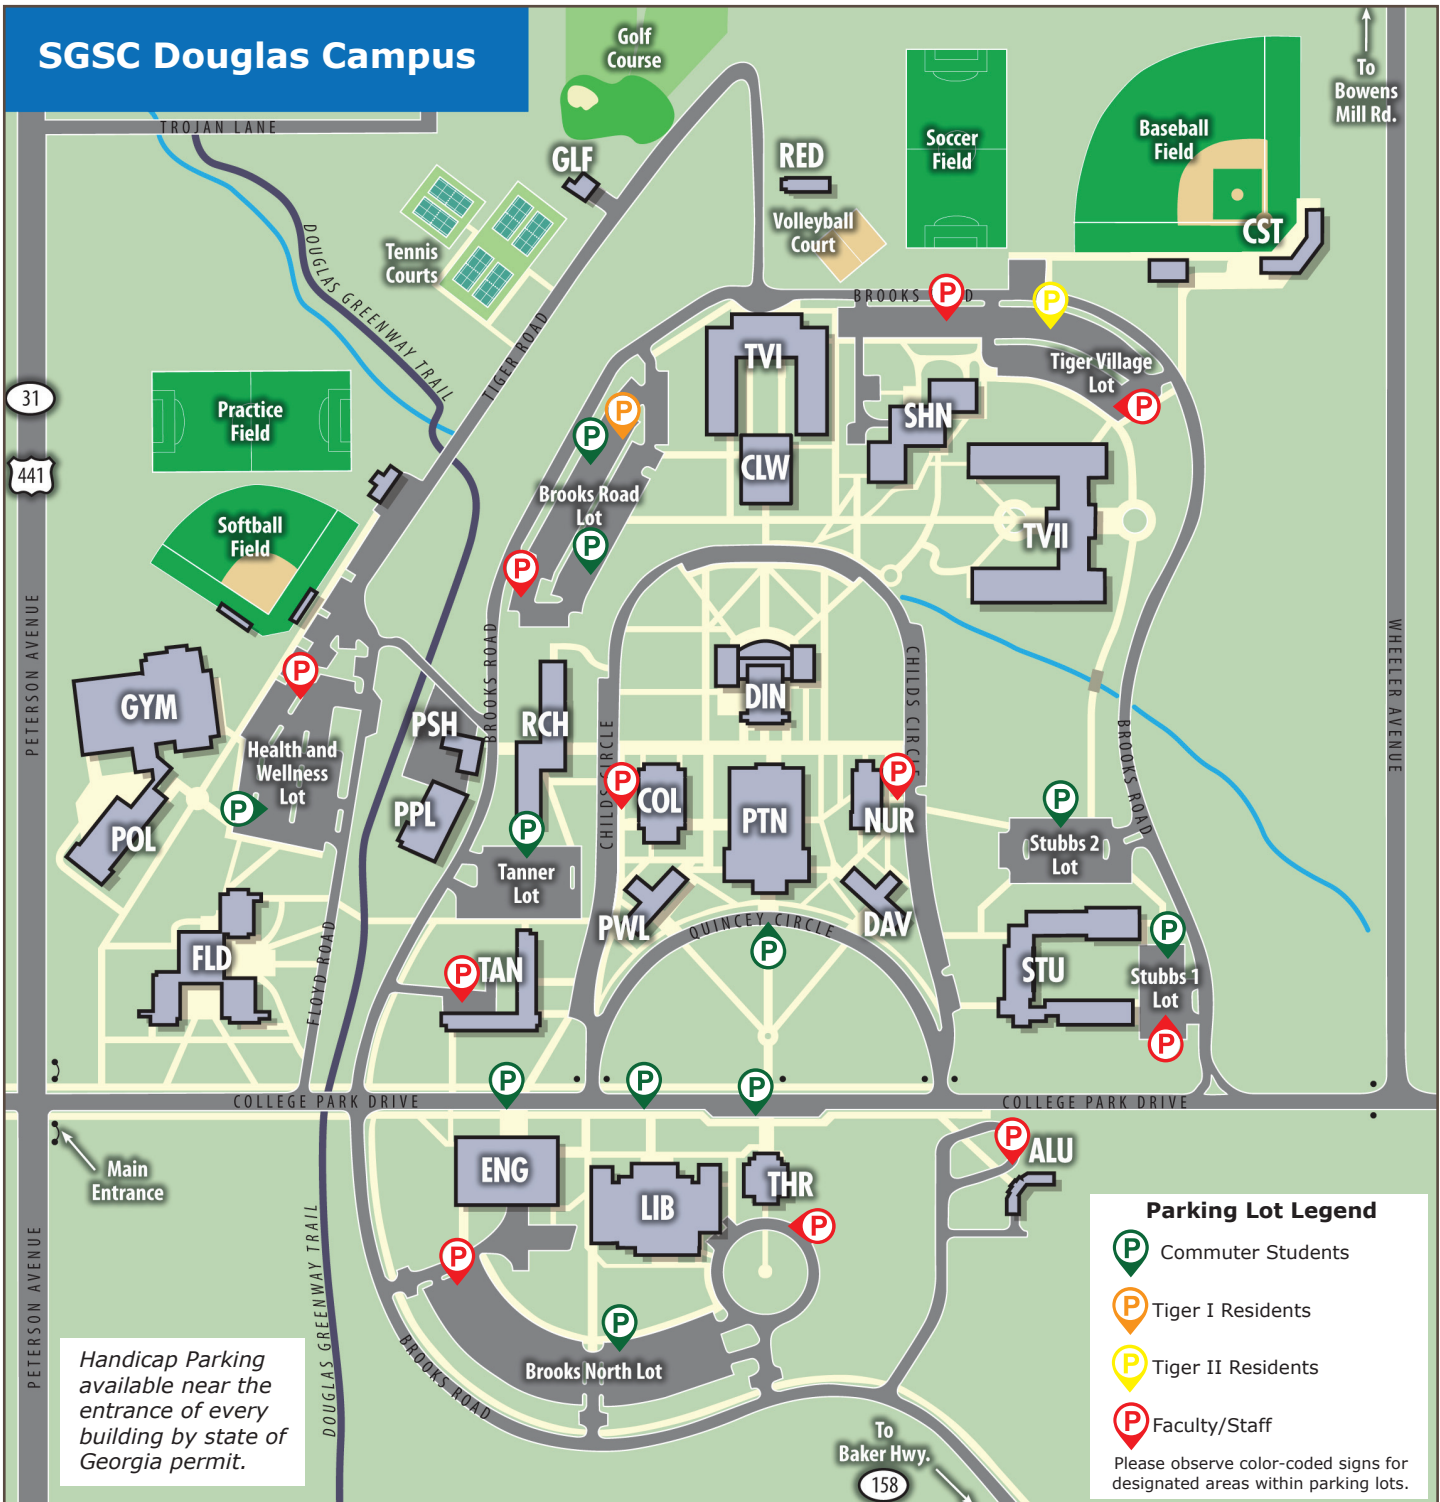 SGSC Douglas Campus
Golf
Course
To
Bowens
Mill Rd.
TROJAN LANE
Soccer
Field
Baseball
Field
GLF
RED
Volleyball
Court
CST
Tennis
Courts
DOUGLAS GREENWAY TRAIL
TIGER ROAD
BROOKS
P
D
P
TVI
Tiger Village
Lot
P
31
441
Practice
Field
P
P
SHN
CLW
Brooks Road
Lot
P
P
Softball
Field
TVII
PETERSON AVENUE
WHEELER AVENUE
BROOKS ROAD
CHILDS CIRCLE
CHILDS CIRCLE
BROOKS ROAD
P
GYM
PSH
RCH
DIN
Health and
Wellness
Lot
P
P
P
COL
PTN
NUR
P
PPL
POL
P
Tanner
Lot
P
Stubbs 2
Lot
PWL
QUINCEY CIRCLE
DAV
P
P
FLD
FLOYD ROAD
P
TAN
STU
Stubbs 1
Lot
P
P
P
P
COLLEGE PARK DRIVE
COLLEGE PARK DRIVE
Main
Entrance
P
ALU
ENG
LIB
THR
P
P
P
Brooks North Lot
BROOKS ROAD
PETERSON AVENUE
DOUGLAS GREENWAY TRAIL
To
Baker Hwy.
158
Handicap Parking
available near the
entrance of every
building by state of
Georgia permit.
Parking Lot Legend
P Commuter Students
P Tiger I Residents
P Tiger II Residents
P Faculty/Staff
Please observe color-coded signs for
designated areas within parking lots.